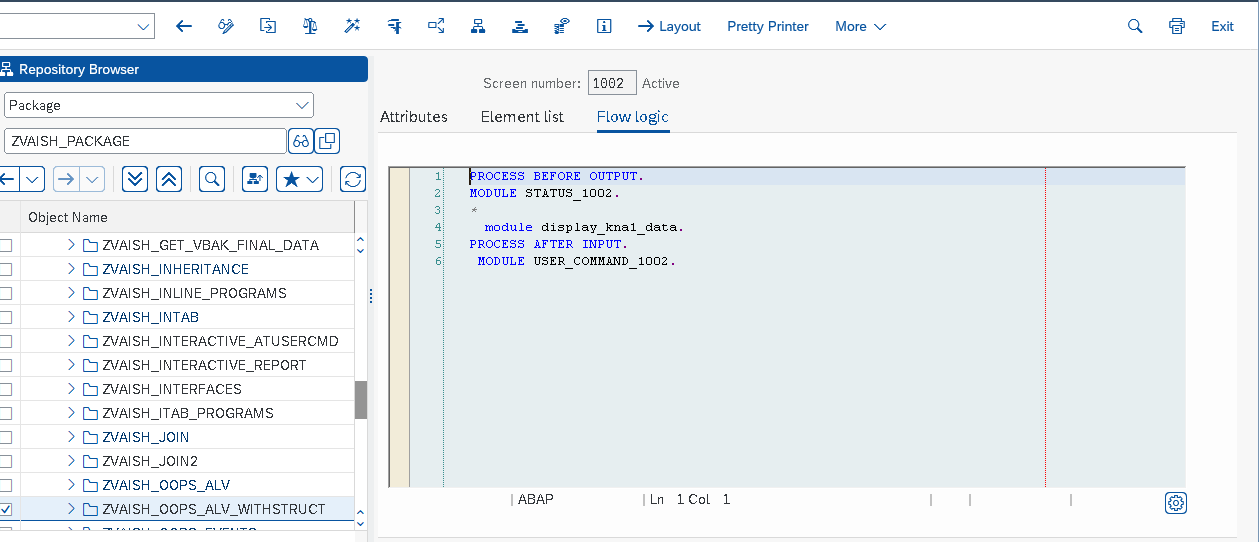 Layout Pretty Printer More Exit
Repository Browser
Package
ZVAISH_PACKAGE
Object Name
ZVAISH_GET_VBAK_FINAL_DATA
ZVAISH_INHERITANCE
ZVAISH_INLINE_PROGRAMS
ZVAISH_INTAB
ZVAISH_INTERACTIVE_ATUSERCMD
ZVAISH_INTERACTIVE_REPORT
ZVAISH_INTERFACES
ZVAISH_ITAB_PROGRAMS
ZVAISH_JOIN
ZVAISH_JOIN2
ZVAISH_OOPS_ALV
ZVAISH_OOPS_ALV_WITHSTRUCT
Screen number: 1002 Active
Attributes Element list Flow logic
1 PROCESS BEFORE OUTPUT.
2 MODULE STATUS_1002.
3 *
4 module display_kna1_data.
5 PROCESS AFTER INPUT.
6 MODULE USER_COMMAND_1002.
ABAP Ln 1 Col 1